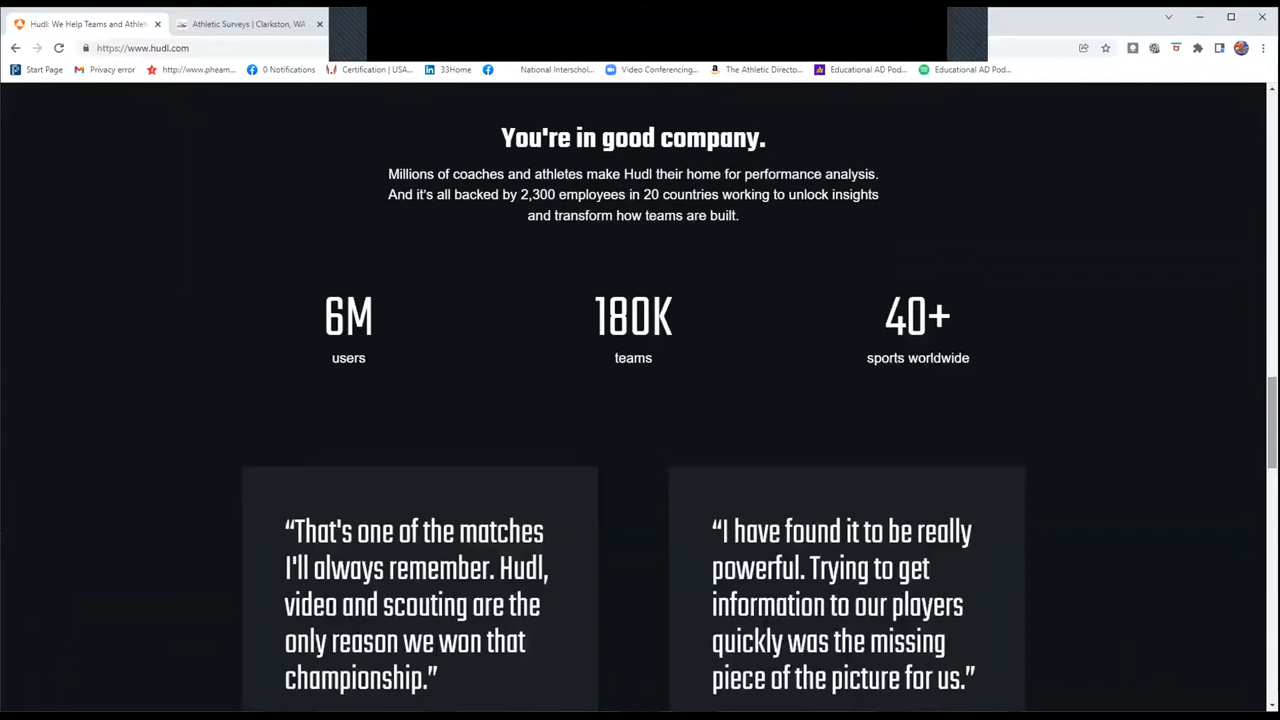 Hudl: We Help Teams and Athlet
Athletic Surveys | Clarkston, WA
https://www.hudl.com
Start Page
Privacy error
http://www.pheam...
0 Notifications
Certification | USA...
33Home
National Interschol...
Video Conferencing...
The Athletic Directo...
Educational AD Pod...
Educational AD Pod...
You're in good company.
Millions of coaches and athletes make Hudl their home for performance analysis.
And it's all backed by 2,300 employees in 20 countries working to unlock insights
and transform how teams are built.
6M
users
180K
teams
40+
sports worldwide
“That's one of the matches
I'll always remember. Hudl,
video and scouting are the
only reason we won that
championship.”
“I have found it to be really
powerful. Trying to get
information to our players
quickly was the missing
piece of the picture for us.”